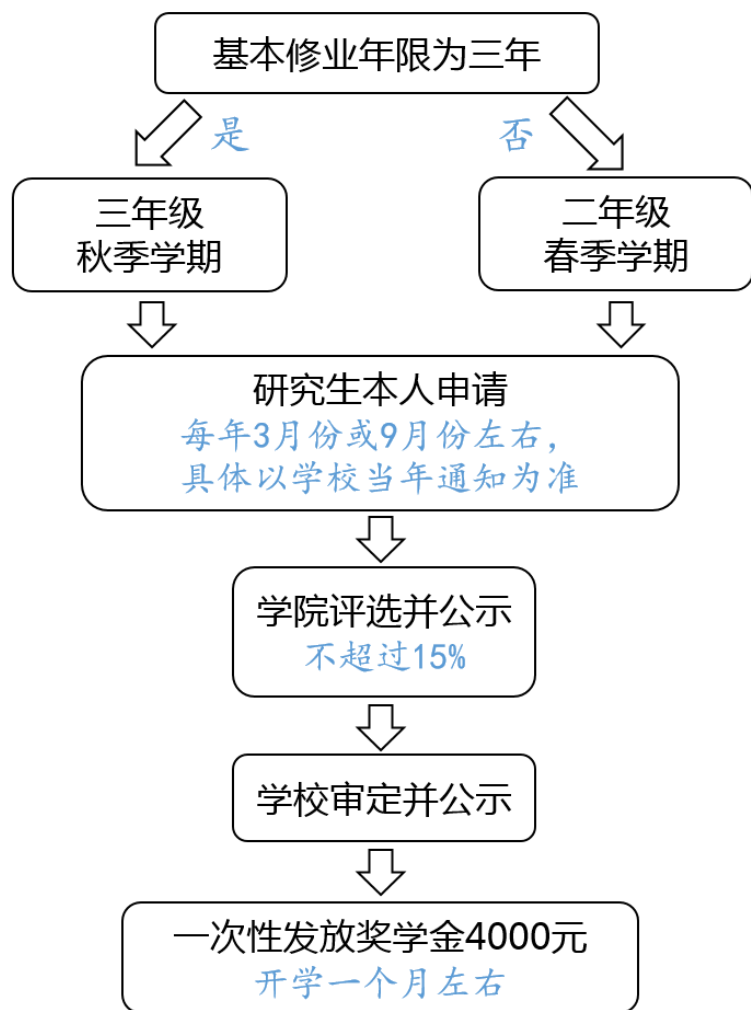 基本修业年限为三年
是
否
三年级
秋季学期
二年级
春季学期
研究生本人申请
每年3月份或9月份左右，
具体以学校当年通知为准
学院评选并公示
不超过15%
学校审定并公示
一次性发放奖学金4000元
开学一个月左右